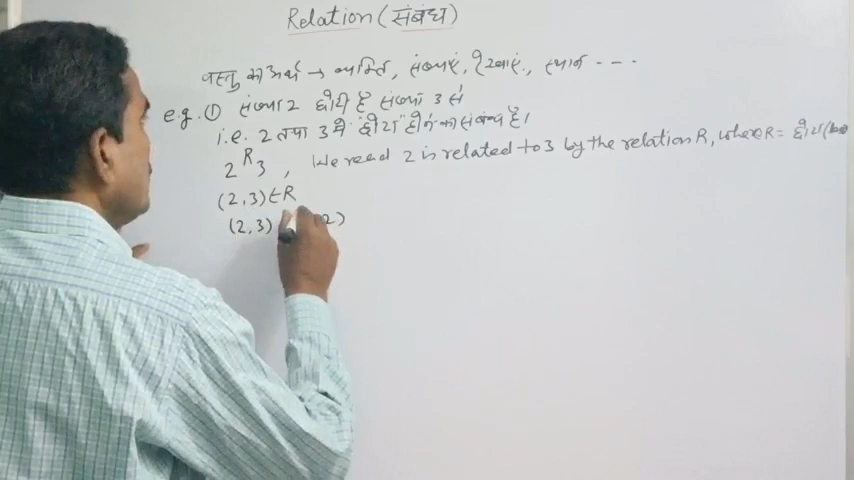 Relation (संबंध)
वस्तु का अर्थ → व्यक्ति, संख्याएं, रेखाएं, स्थान ---
e.g. ① संख्या 2 छोटी है संख्या 3 से
i.e. 2 तथा 3 में "छोटा" होने का संबंध है।
2 R 3 , We read 2 is related to 3 by the relation R, where R = छोटा (
(2,3) ∈ R
(2,3) 2)